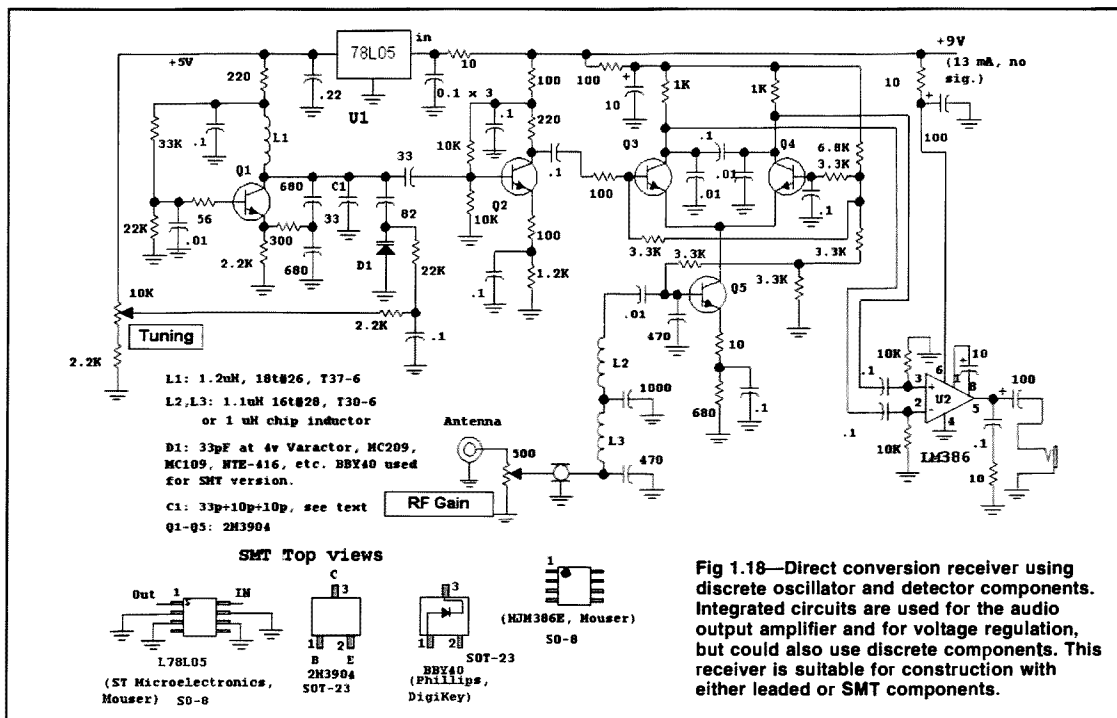 in
78L05
+5V
+9V
(13 mA, no
sig.)
10
10
220
.22
0.1 x 3
100
100
10
1K
1K
U1
33K
.1
L1
10K
.1
220
Q3
.1
Q4
100
6.8K
3.3K
Q1
680
C1
33
.1
100
.01
.01
.1
56
Q2
22K
.01
300
33
82
10K
100
3.3K
3.3K
2.2K
680
D1
22K
.1
1.2K
3.3K
3.3K
Q5
10K
Tuning
2.2K
.1
.01
470
10
2.2K
L2
680
.1
1000
L3
470
10K
10
.1
3
6
1
8
100
+
U2
2
-
5
4
.1
10K
LM386
.1
10
L1: 1.2uH, 18t#26, T37-6
L2,L3: 1.1uH 16t#28, T30-6
or 1 uH chip inductor
D1: 33pF at 4v Varactor, MC209,
MC109, NTE-416, etc. BBY40 used
for SMT version.
C1: 33p+10p+10p, see text
Q1-Q5: 2N3904
Antenna
500
RF Gain
SMT Top views
Out
1
IN
L78L05
(ST Microelectronics,
Mouser) SO-8
C
3
1
2
B E
2N3904
SOT-23
3
1
2
SOT-23
BBY40
(Phillips,
DigiKey)
1
(NJM386E, Mouser)
SO-8
Fig 1.18—Direct conversion receiver using
discrete oscillator and detector components.
Integrated circuits are used for the audio
output amplifier and for voltage regulation,
but could also use discrete components. This
receiver is suitable for construction with
either leaded or SMT components.